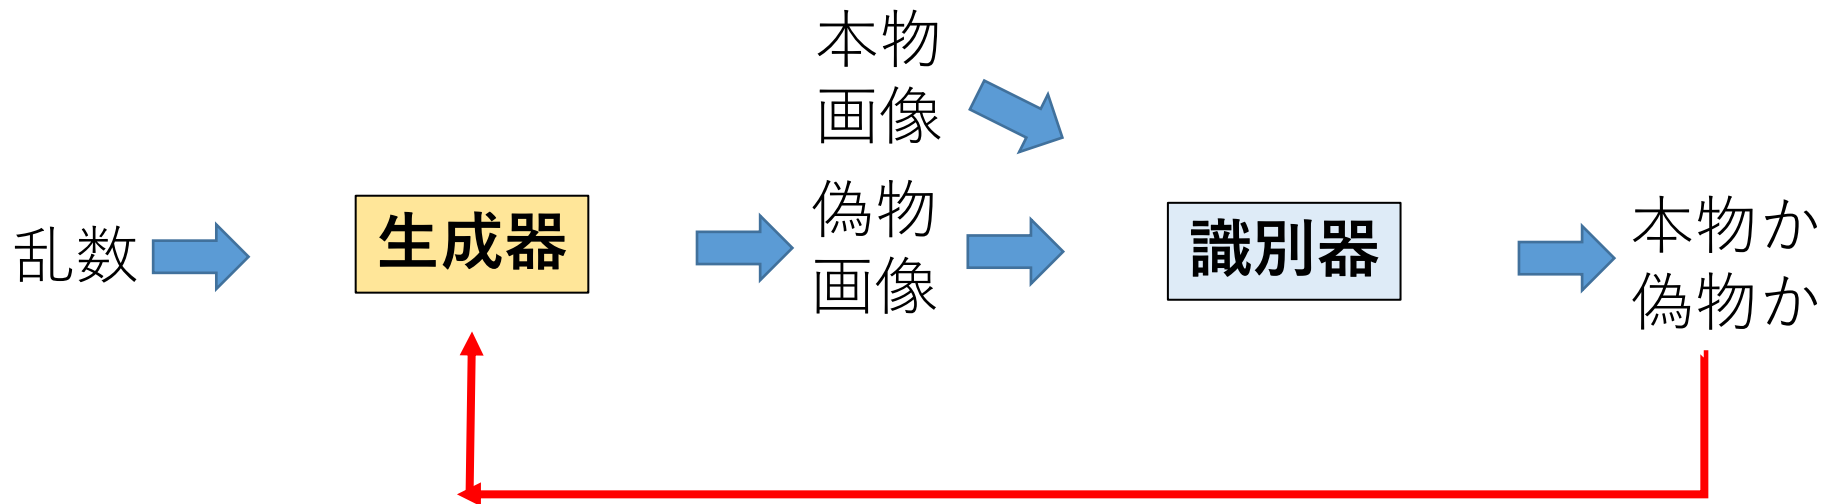 乱数
生成器
本物
画像
偽物
画像
識別器
本物か
偽物か